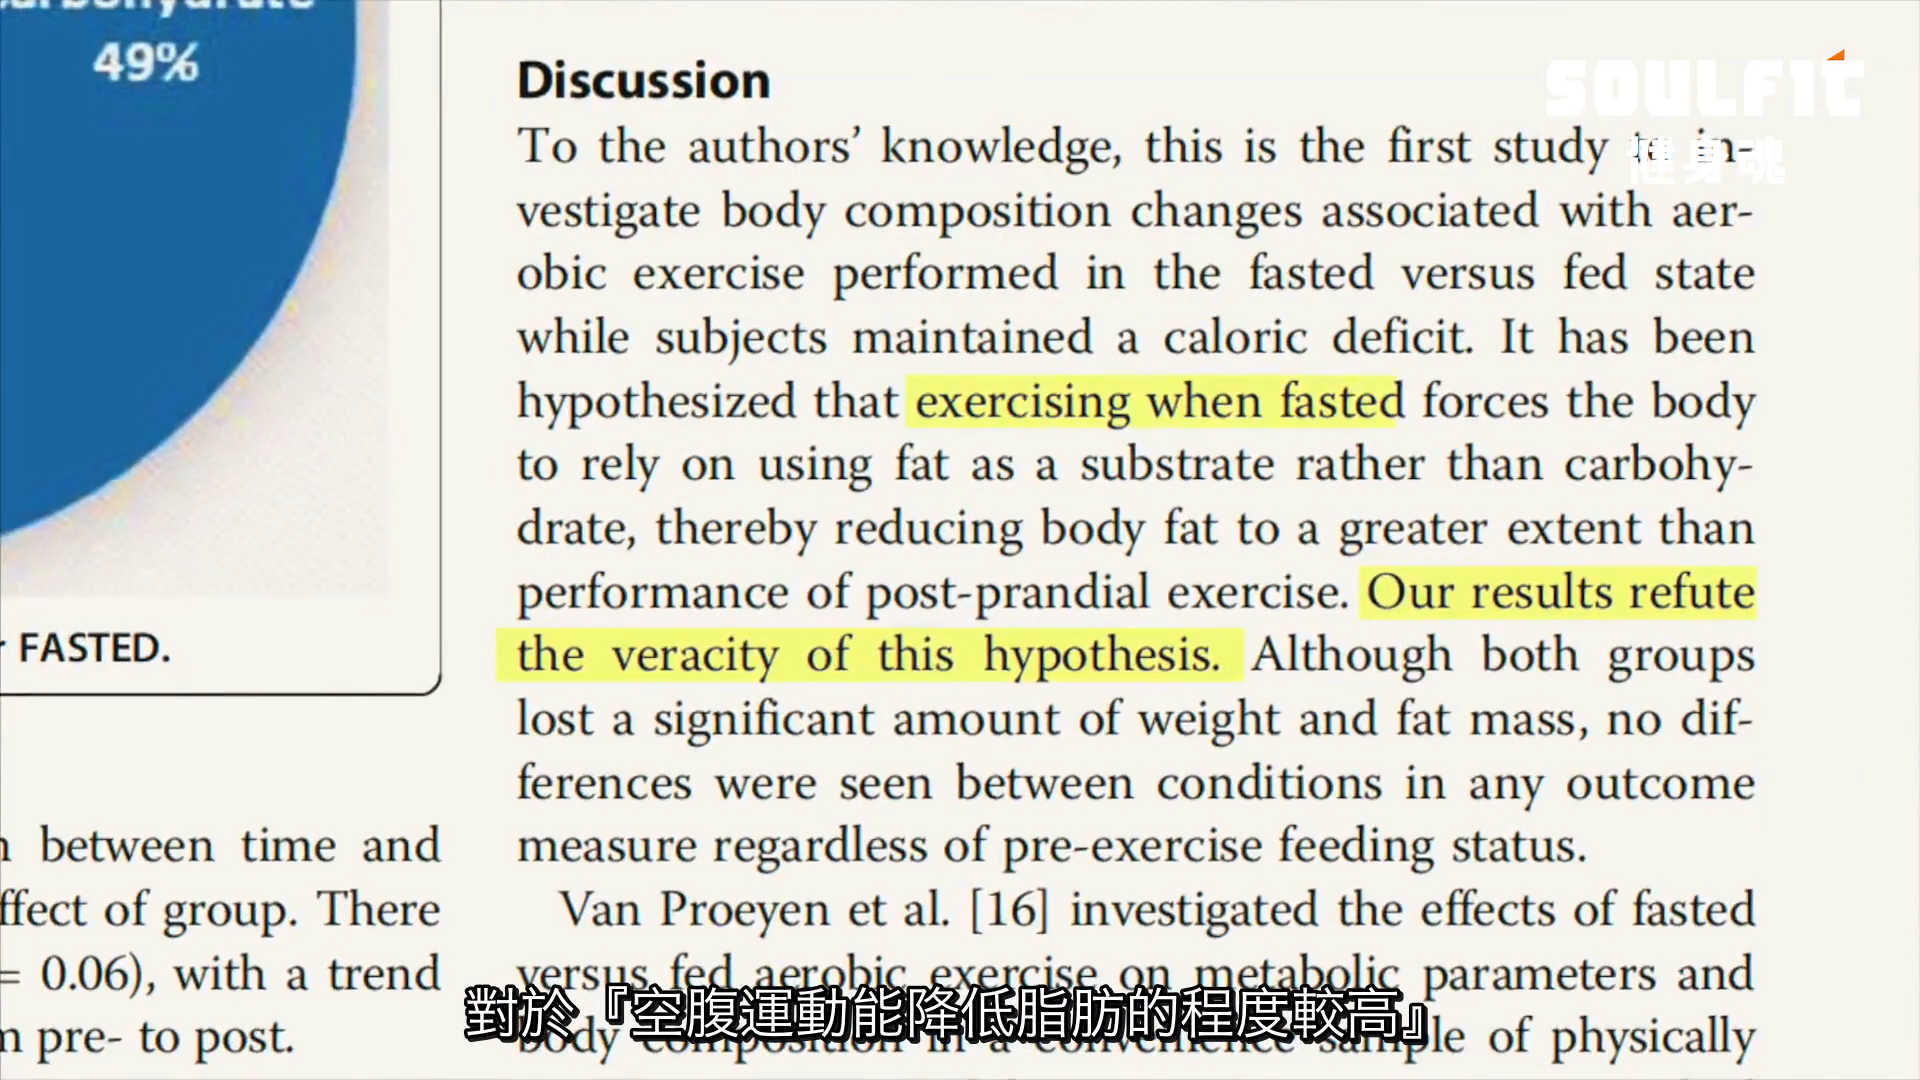 49%
FASTED.
n between time and
ffect of group. There
= 0.06), with a trend
m pre- to post.
Discussion
To the authors’ knowledge, this is the first study in-
vestigate body composition changes associated with aer-
obic exercise performed in the fasted versus fed state
while subjects maintained a caloric deficit. It has been
hypothesized that exercising when fasted forces the body
to rely on using fat as a substrate rather than carbohy-
drate, thereby reducing body fat to a greater extent than
performance of post-prandial exercise. Our results refute
the veracity of this hypothesis. Although both groups
lost a significant amount of weight and fat mass, no dif-
ferences were seen between conditions in any outcome
measure regardless of pre-exercise feeding status.
Van Proeyen et al. [16] investigated the effects of fasted
versus fed aerobic exercise on metabolic parameters and
body composition in a convenience sample of physically
SOULFIT
健身魂
對於『空腹運動能降低脂肪的程度較高』